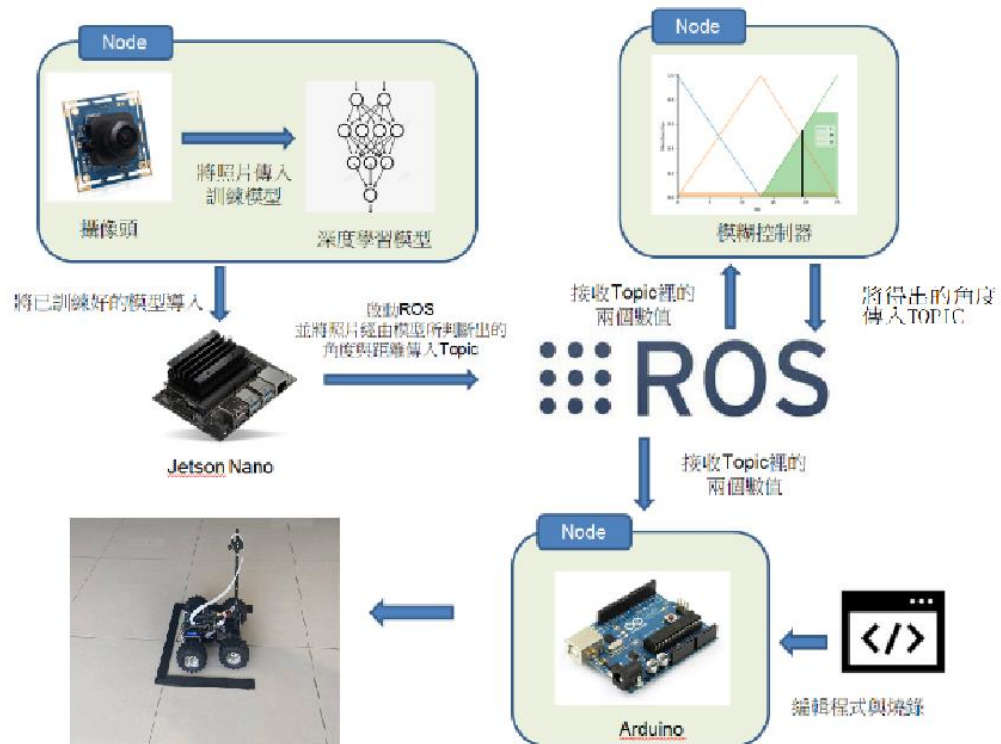 Node
將照片傳入
訓練模型
攝像頭
深度學習模型
Node
模糊控制器
將已訓練好的模型導入
啟動ROS
並將照片經由模型所判斷出的
角度與距離傳入Topic
接收Topic裡的
兩個數值
將得出的角度
傳入TOPIC
ROS
Jetson Nano
接收Topic裡的
兩個數值
Node
Arduino
</>
編輯程式與燒錄